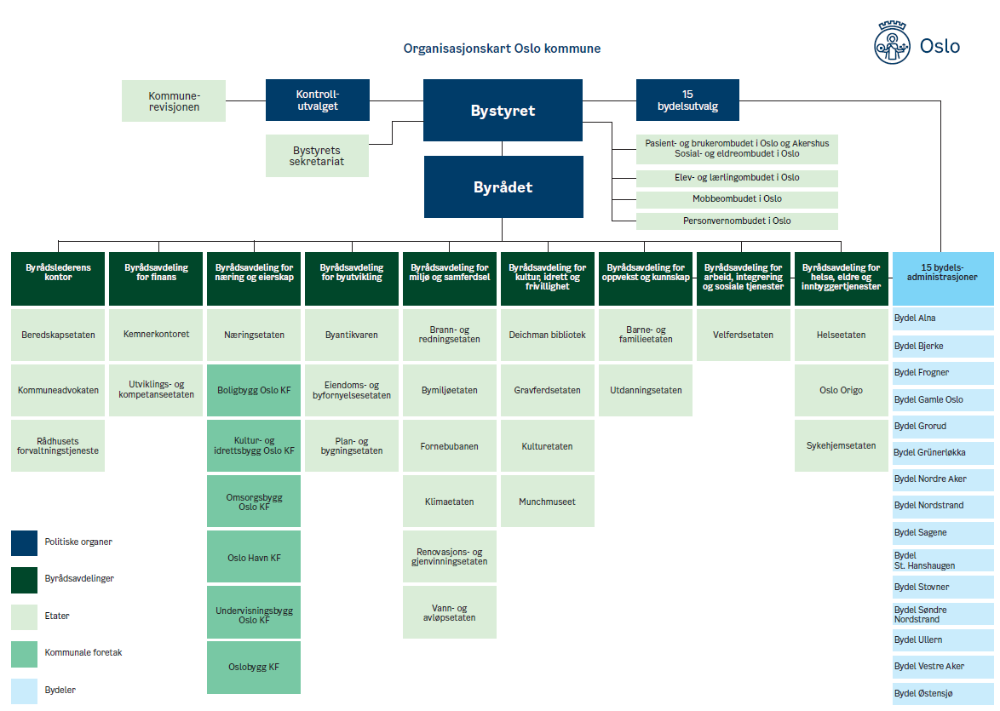 Organisasjonskart Oslo kommune
Oslo
Kommune-
revisjonen
Kontroll-
utvalget
Bystyret
15
bydelsutvalg
Bystyrets
sekretariat
Pasient- og brukerombudet i Oslo og Akershus
Sosial- og eldreombudet i Oslo
Elev- og lærlingombudet i Oslo
Mobbeombudet i Oslo
Personvernombudet i Oslo
Byrådet
Byrådslederens
kontor
Beredskapsetaten
Kommuneadvokaten
Rådhusets
forvaltningstjeneste
Byrådsavdeling
for finans
Kemnerkontoret
Utviklings- og
kompetanseetaten
Byrådsavdeling for
næring og eierskap
Næringsetaten
Boligbygg Oslo KF
Kultur- og
idrettsbygg Oslo KF
Omsorgsbygg
Oslo KF
Oslo Havn KF
Undervisningsbygg
Oslo KF
Oslobygg KF
Byrådsavdeling
for byutvikling
Byantikvaren
Eiendoms- og
byfornyelsesetaten
Plan- og
bygningsetaten
Byrådsavdeling for
miljø og samferdsel
Brann- og
redningsetaten
Bymiljøetaten
Fornebubanen
Klimaetaten
Renovasjons- og
gjenvinningsetaten
Vann- og
avløpsetaten
Byrådsavdeling for
kultur, idrett og
frivillighet
Deichman bibliotek
Gravferdsetaten
Kulturetaten
Munchmuseet
Byrådsavdeling for
oppvekst og kunnskap
Barne- og
familieetaten
Utdanningsetaten
Byrådsavdeling for
arbeid, integrering
og sosiale tjenester
Velferdsetaten
Byrådsavdeling for
helse, eldre og
innbyggertjenester
Helseetaten
Oslo Origo
Sykehjemsetaten
15 bydels-
administrasjoner
Bydel Alna
Bydel Bjerke
Bydel Frogner
Bydel Gamle Oslo
Bydel Grorud
Bydel Grünerløkka
Bydel Nordre Aker
Bydel Nordstrand
Bydel Sagene
Bydel
St. Hanshaugen
Bydel Stovner
Bydel Søndre
Nordstrand
Bydel Ullern
Bydel Vestre Aker
Bydel Østensjø
Politiske organer
Byrådsavdelinger
Etater
Kommunale foretak
Bydeler